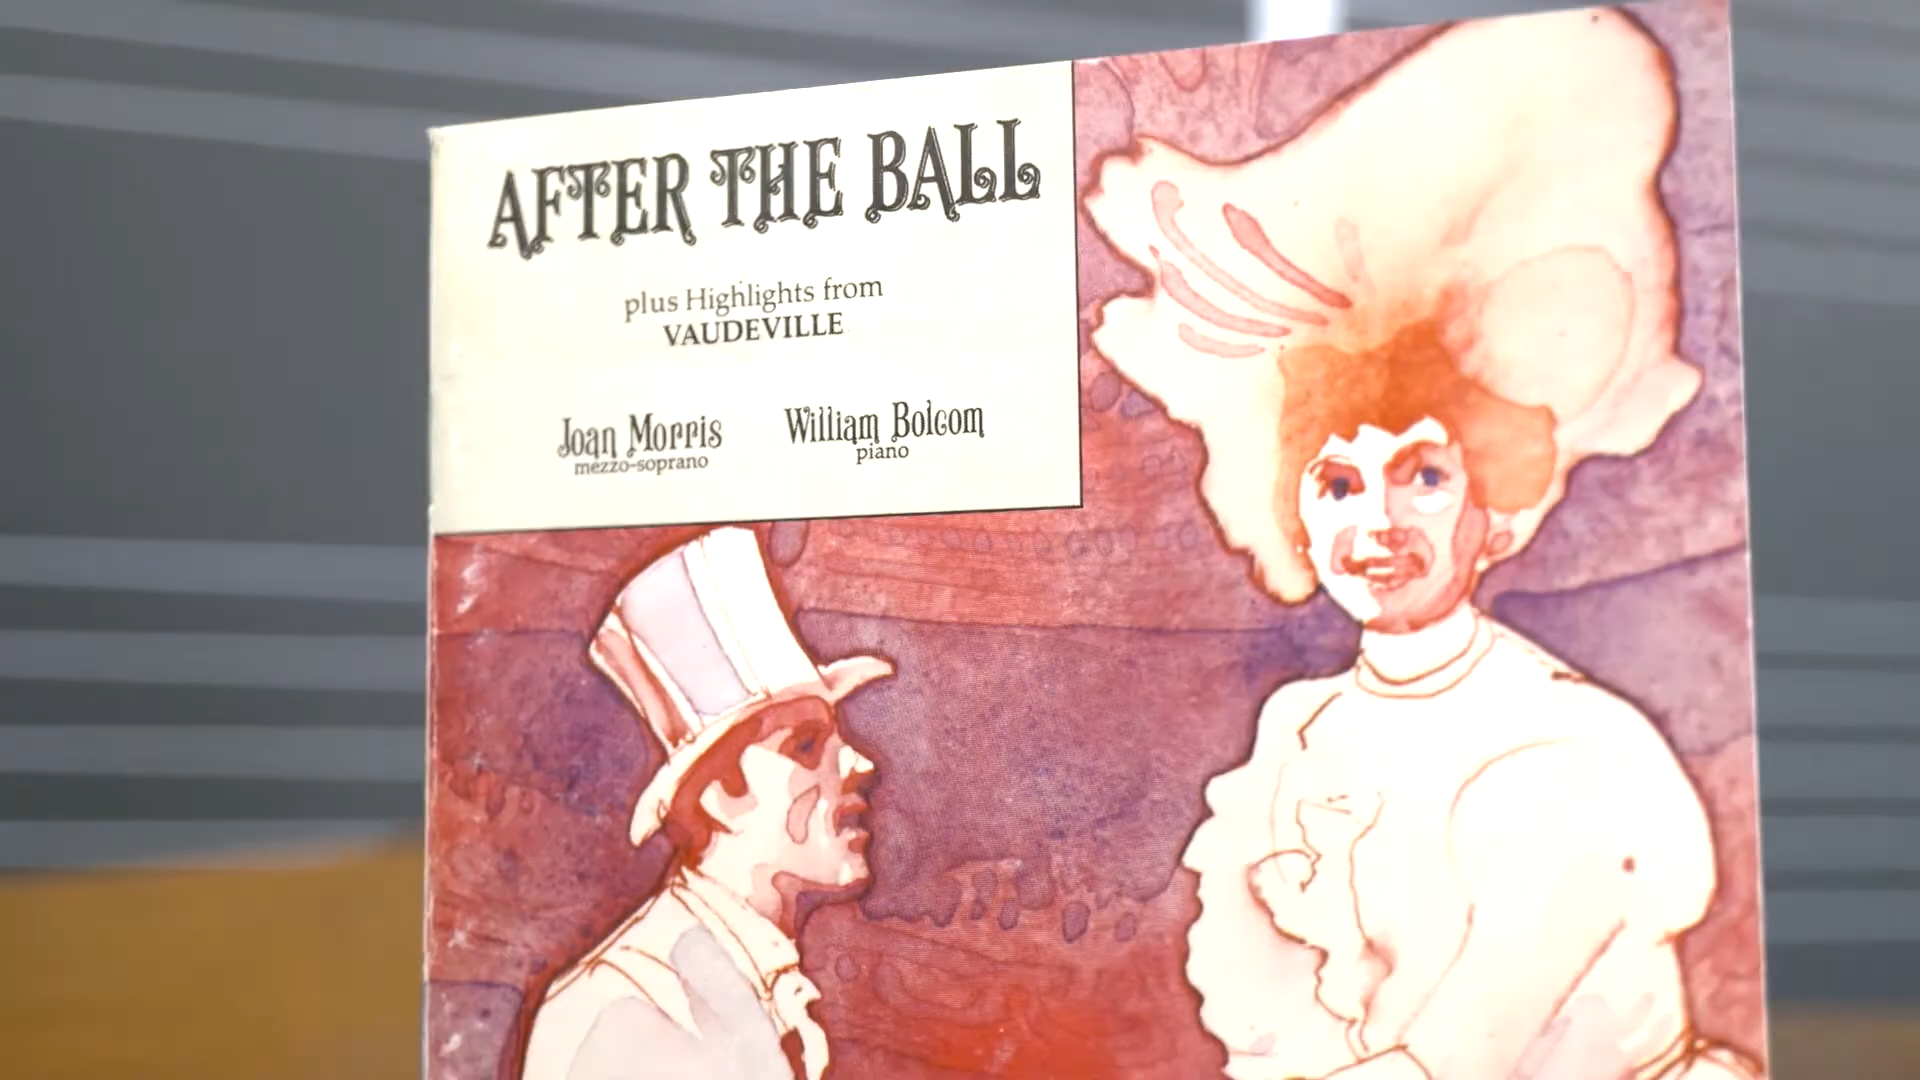 AFTER THE BALL
plus Highlights from
VAUDEVILLE
Joan Morris
mezzo-soprano
William Bolcom
piano